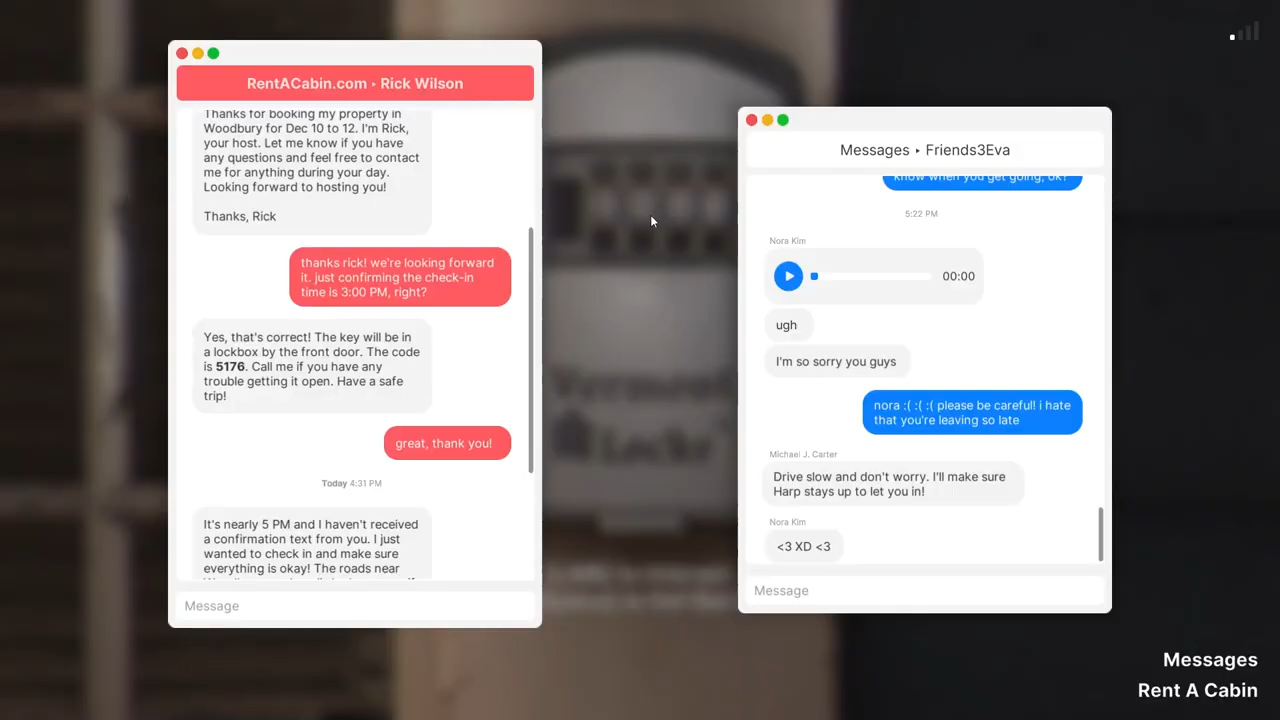 RentACabin.com ▸ Rick Wilson
Thanks for booking my property in
Woodbury for Dec 10 to 12. I'm Rick,
your host. Let me know if you have
any questions and feel free to contact
me for anything during your day.
Looking forward to hosting you!
Thanks, Rick
thanks rick! we're looking forward
it. just confirming the check-in
time is 3:00 PM, right?
Yes, that's correct! The key will be in
a lockbox by the front door. The code
is 5176. Call me if you have any
trouble getting it open. Have a safe
trip!
great, thank you!
Today 4:31 PM
It's nearly 5 PM and I haven't received
a confirmation text from you. I just
wanted to check in and make sure
everything is okay! The roads near
Message
Messages ▸ Friends3Eva
know when you get going, ok?
5:22 PM
Nora Kim
00:00
ugh
I'm so sorry you guys
nora :( :( :( please be careful! i hate
that you're leaving so late
Michael J. Carter
Drive slow and don't worry. I'll make sure
Harp stays up to let you in!
Nora Kim
<3 XD <3
Message
Vermont
Lockr
Messages
Rent A Cabin